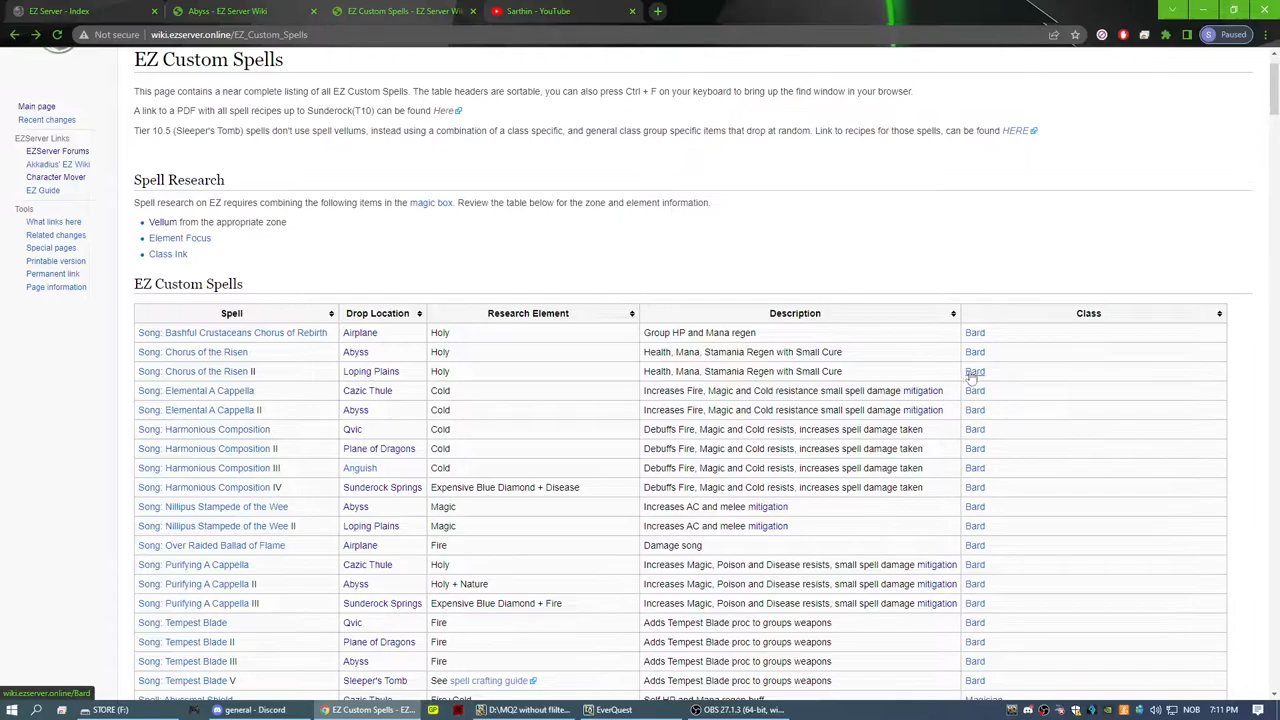 EZ Server - Index
Abyss - EZ Server Wiki
EZ Custom Spells - EZ Server Wi
Sarthin - YouTube
Not secure | wiki.ezserver.online/EZ_Custom_Spells
Paused
Main page
Recent changes
EZServer Links
EZServer Forums
Akkadius' EZ Wiki
Character Mover
EZ Guide
Tools
What links here
Related changes
Special pages
Printable version
Permanent link
Page information
EZ Custom Spells
This page contains a near complete listing of all EZ Custom Spells. The table headers are sortable, you can also press Ctrl + F on your keyboard to bring up the find window in your browser.
A link to a PDF with all spell recipes up to Sunderock(T10) can be found Here
Tier 10.5 (Sleeper's Tomb) spells don't use spell vellums, instead using a combination of a class specific, and general class group specific items that drop at random. Link to recipes for those spells, can be found HERE
Spell Research
Spell research on EZ requires combining the following items in the magic box. Review the table below for the zone and element information.
• Vellum from the appropriate zone
• Element Focus
• Class Ink
EZ Custom Spells
Spell Drop Location Research Element Description Class
Song: Bashful Crustaceans Chorus of Rebirth Airplane Holy Group HP and Mana regen Bard
Song: Chorus of the Risen Abyss Holy Health, Mana, Stamania Regen with Small Cure Bard
Song: Chorus of the Risen II Loping Plains Holy Health, Mana, Stamania Regen with Small Cure Bard
Song: Elemental A Cappella Cazic Thule Cold Increases Fire, Magic and Cold resistance small spell damage mitigation Bard
Song: Elemental A Cappella II Abyss Cold Increases Fire, Magic and Cold resistance small spell damage mitigation Bard
Song: Harmonious Composition Qvic Cold Debuffs Fire, Magic and Cold resists, increases spell damage taken Bard
Song: Harmonious Composition II Plane of Dragons Cold Debuffs Fire, Magic and Cold resists, increases spell damage taken Bard
Song: Harmonious Composition III Anguish Cold Debuffs Fire, Magic and Cold resists, increases spell damage taken Bard
Song: Harmonious Composition IV Sunderock Springs Expensive Blue Diamond + Disease Debuffs Fire, Magic and Cold resists, increases spell damage taken Bard
Song: Nillipus Stampede of the Wee Abyss Magic Increases AC and melee mitigation Bard
Song: Nillipus Stampede of the Wee II Loping Plains Magic Increases AC and melee mitigation Bard
Song: Over Raided Ballad of Flame Airplane Fire Damage song Bard
Song: Purifying A Cappella Cazic Thule Holy Increases Magic, Poison and Disease resists, small spell damage mitigation Bard
Song: Purifying A Cappella II Abyss Holy + Nature Increases Magic, Poison and Disease resists, small spell damage mitigation Bard
Song: Purifying A Cappella III Sunderock Springs Expensive Blue Diamond + Fire Increases Magic, Poison and Disease resists, small spell damage mitigation Bard
Song: Tempest Blade Qvic Fire Adds Tempest Blade proc to groups weapons Bard
Song: Tempest Blade II Plane of Dragons Fire Adds Tempest Blade proc to groups weapons Bard
Song: Tempest Blade III Abyss Fire Adds Tempest Blade proc to groups weapons Bard
Song: Tempest Blade V Sleeper's Tomb See spell crafting guide Adds Tempest Blade proc to groups weapons Bard
Spell: Abyssmal Shield Cazic Thule Fire+Cold Self HP and Mana regen buff Magician
wiki.ezserver.online/Bard
STORE (F:)
general - Discord
EZ Custom Spells - EZ...
D:\MQ2 without flilte...
EverQuest
OBS 27.1.3 (64-bit, wi...
NOB
7:11 PM